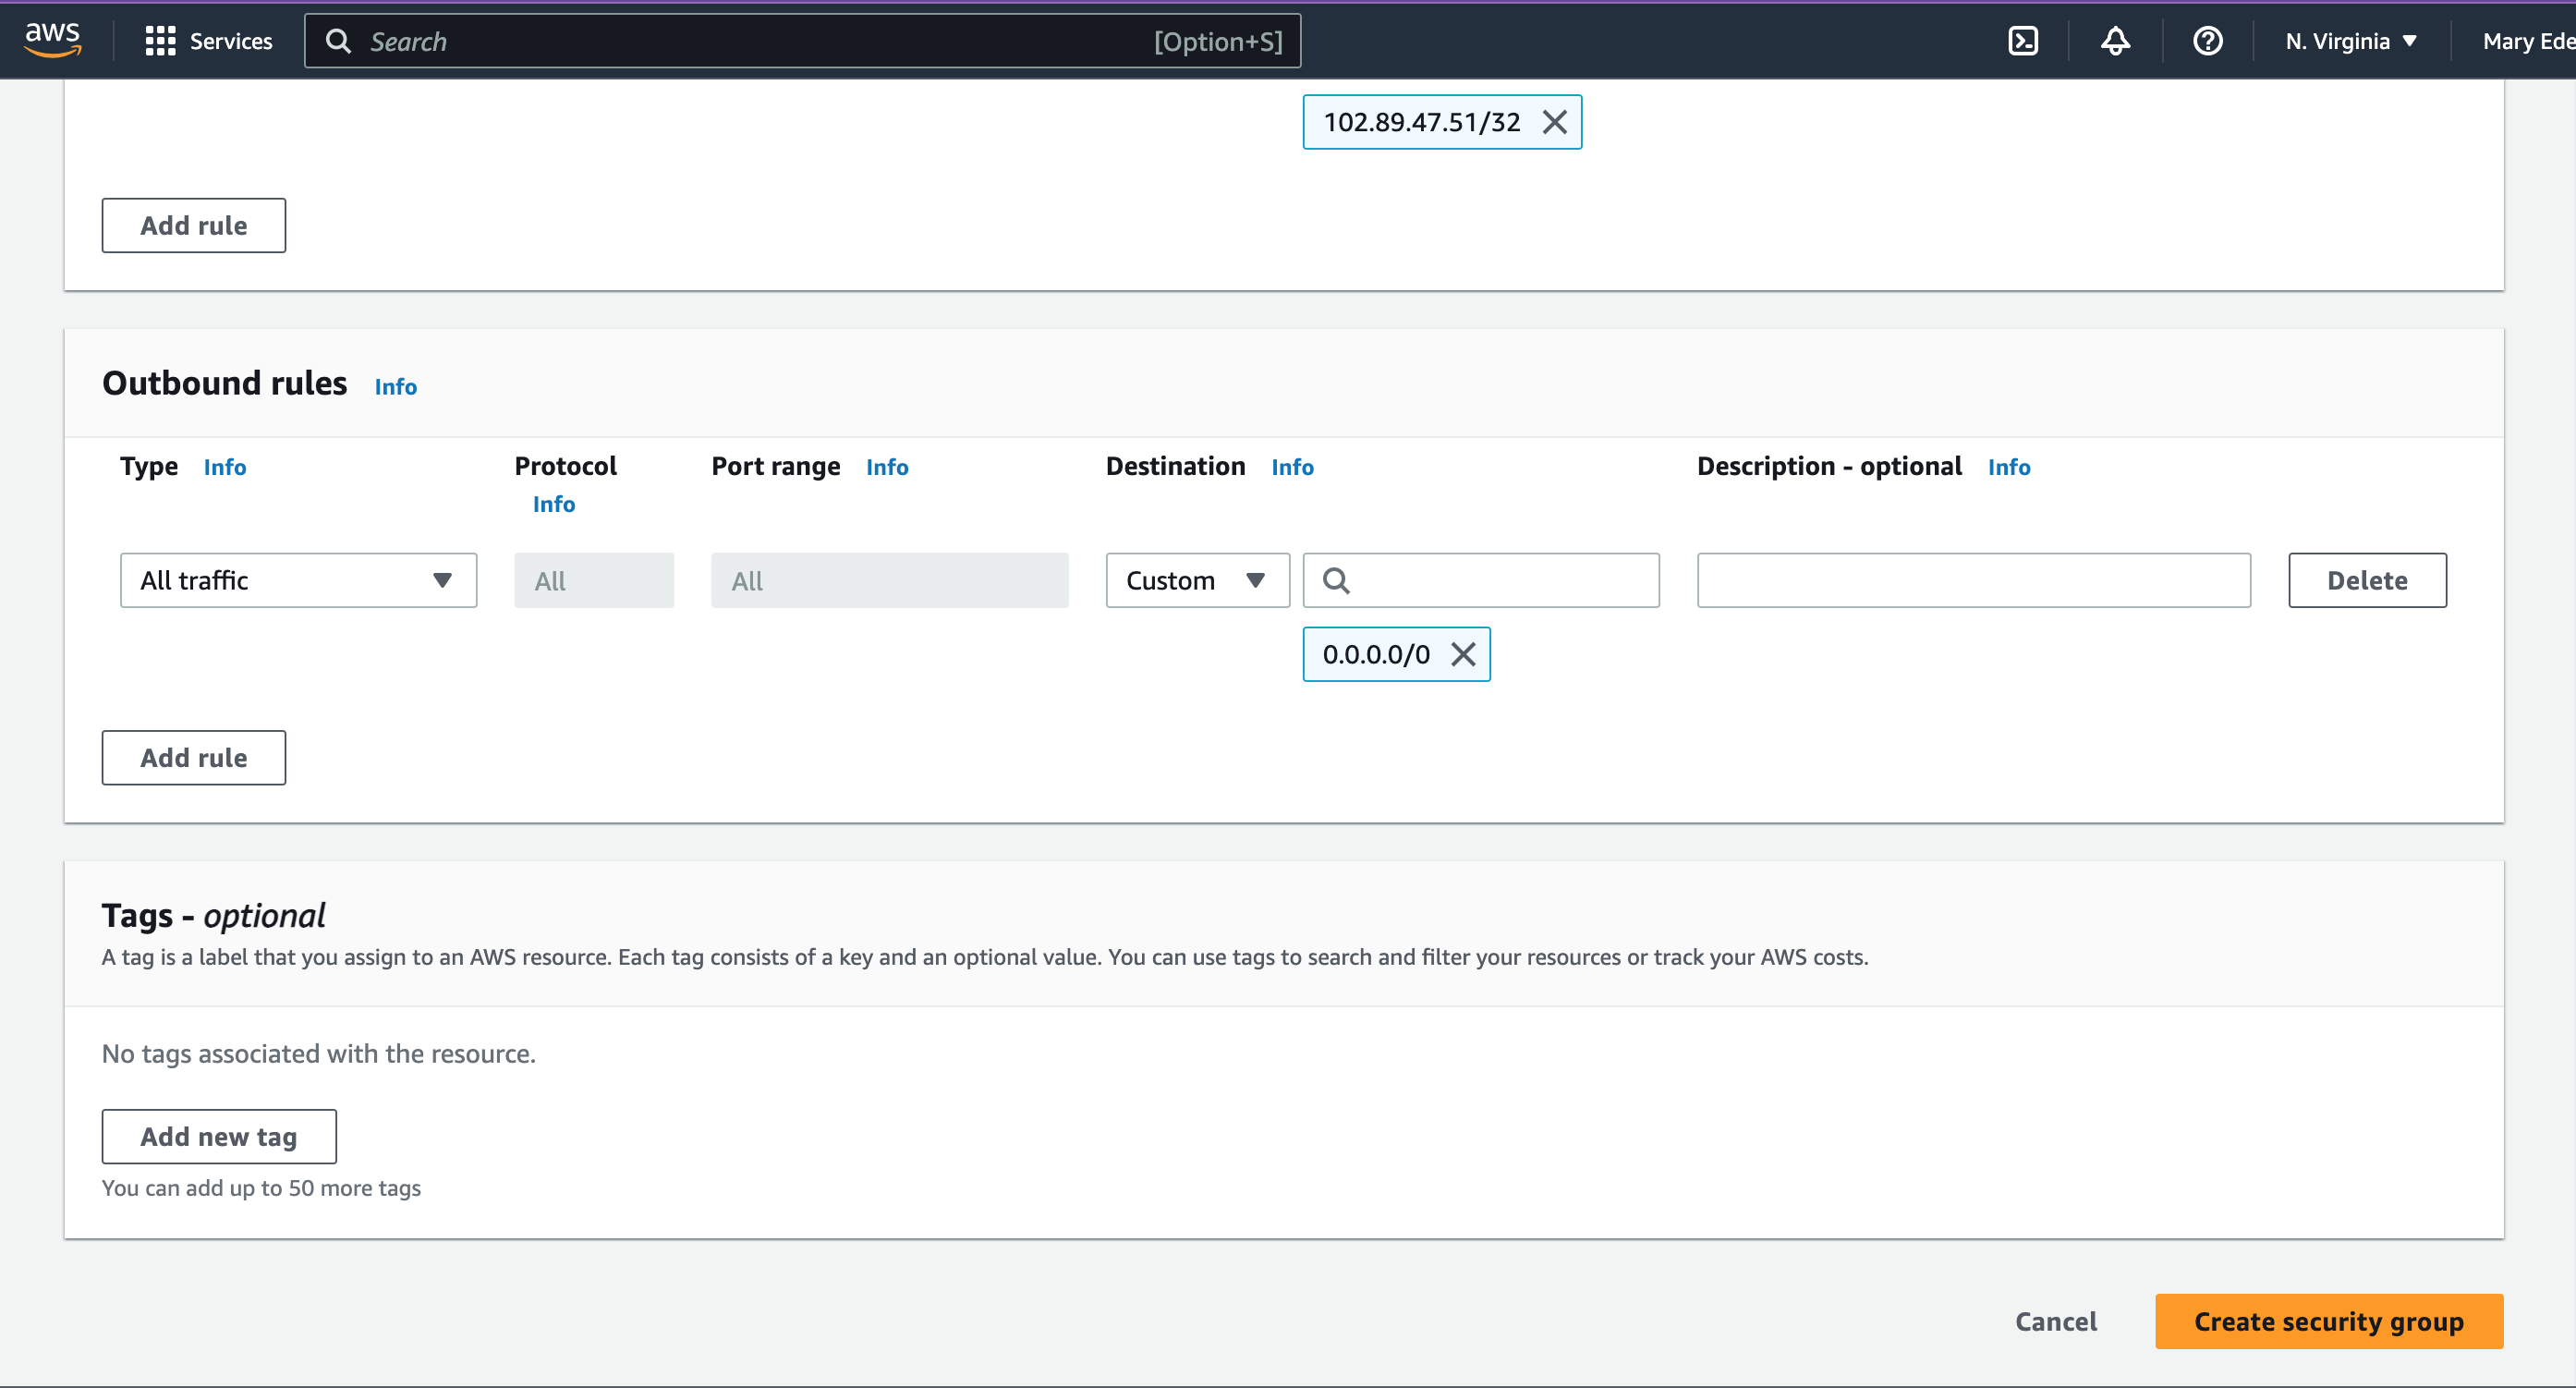 aws Services Search [Option+S] N. Virginia Mary Ede
102.89.47.51/32
Add rule
Outbound rules Info
Type Info Protocol Info Port range Info Destination Info Description - optional Info
All traffic All All Custom Delete
0.0.0.0/0
Add rule
Tags - optional
A tag is a label that you assign to an AWS resource. Each tag consists of a key and an optional value. You can use tags to search and filter your resources or track your AWS costs.
No tags associated with the resource.
Add new tag
You can add up to 50 more tags
Cancel Create security group